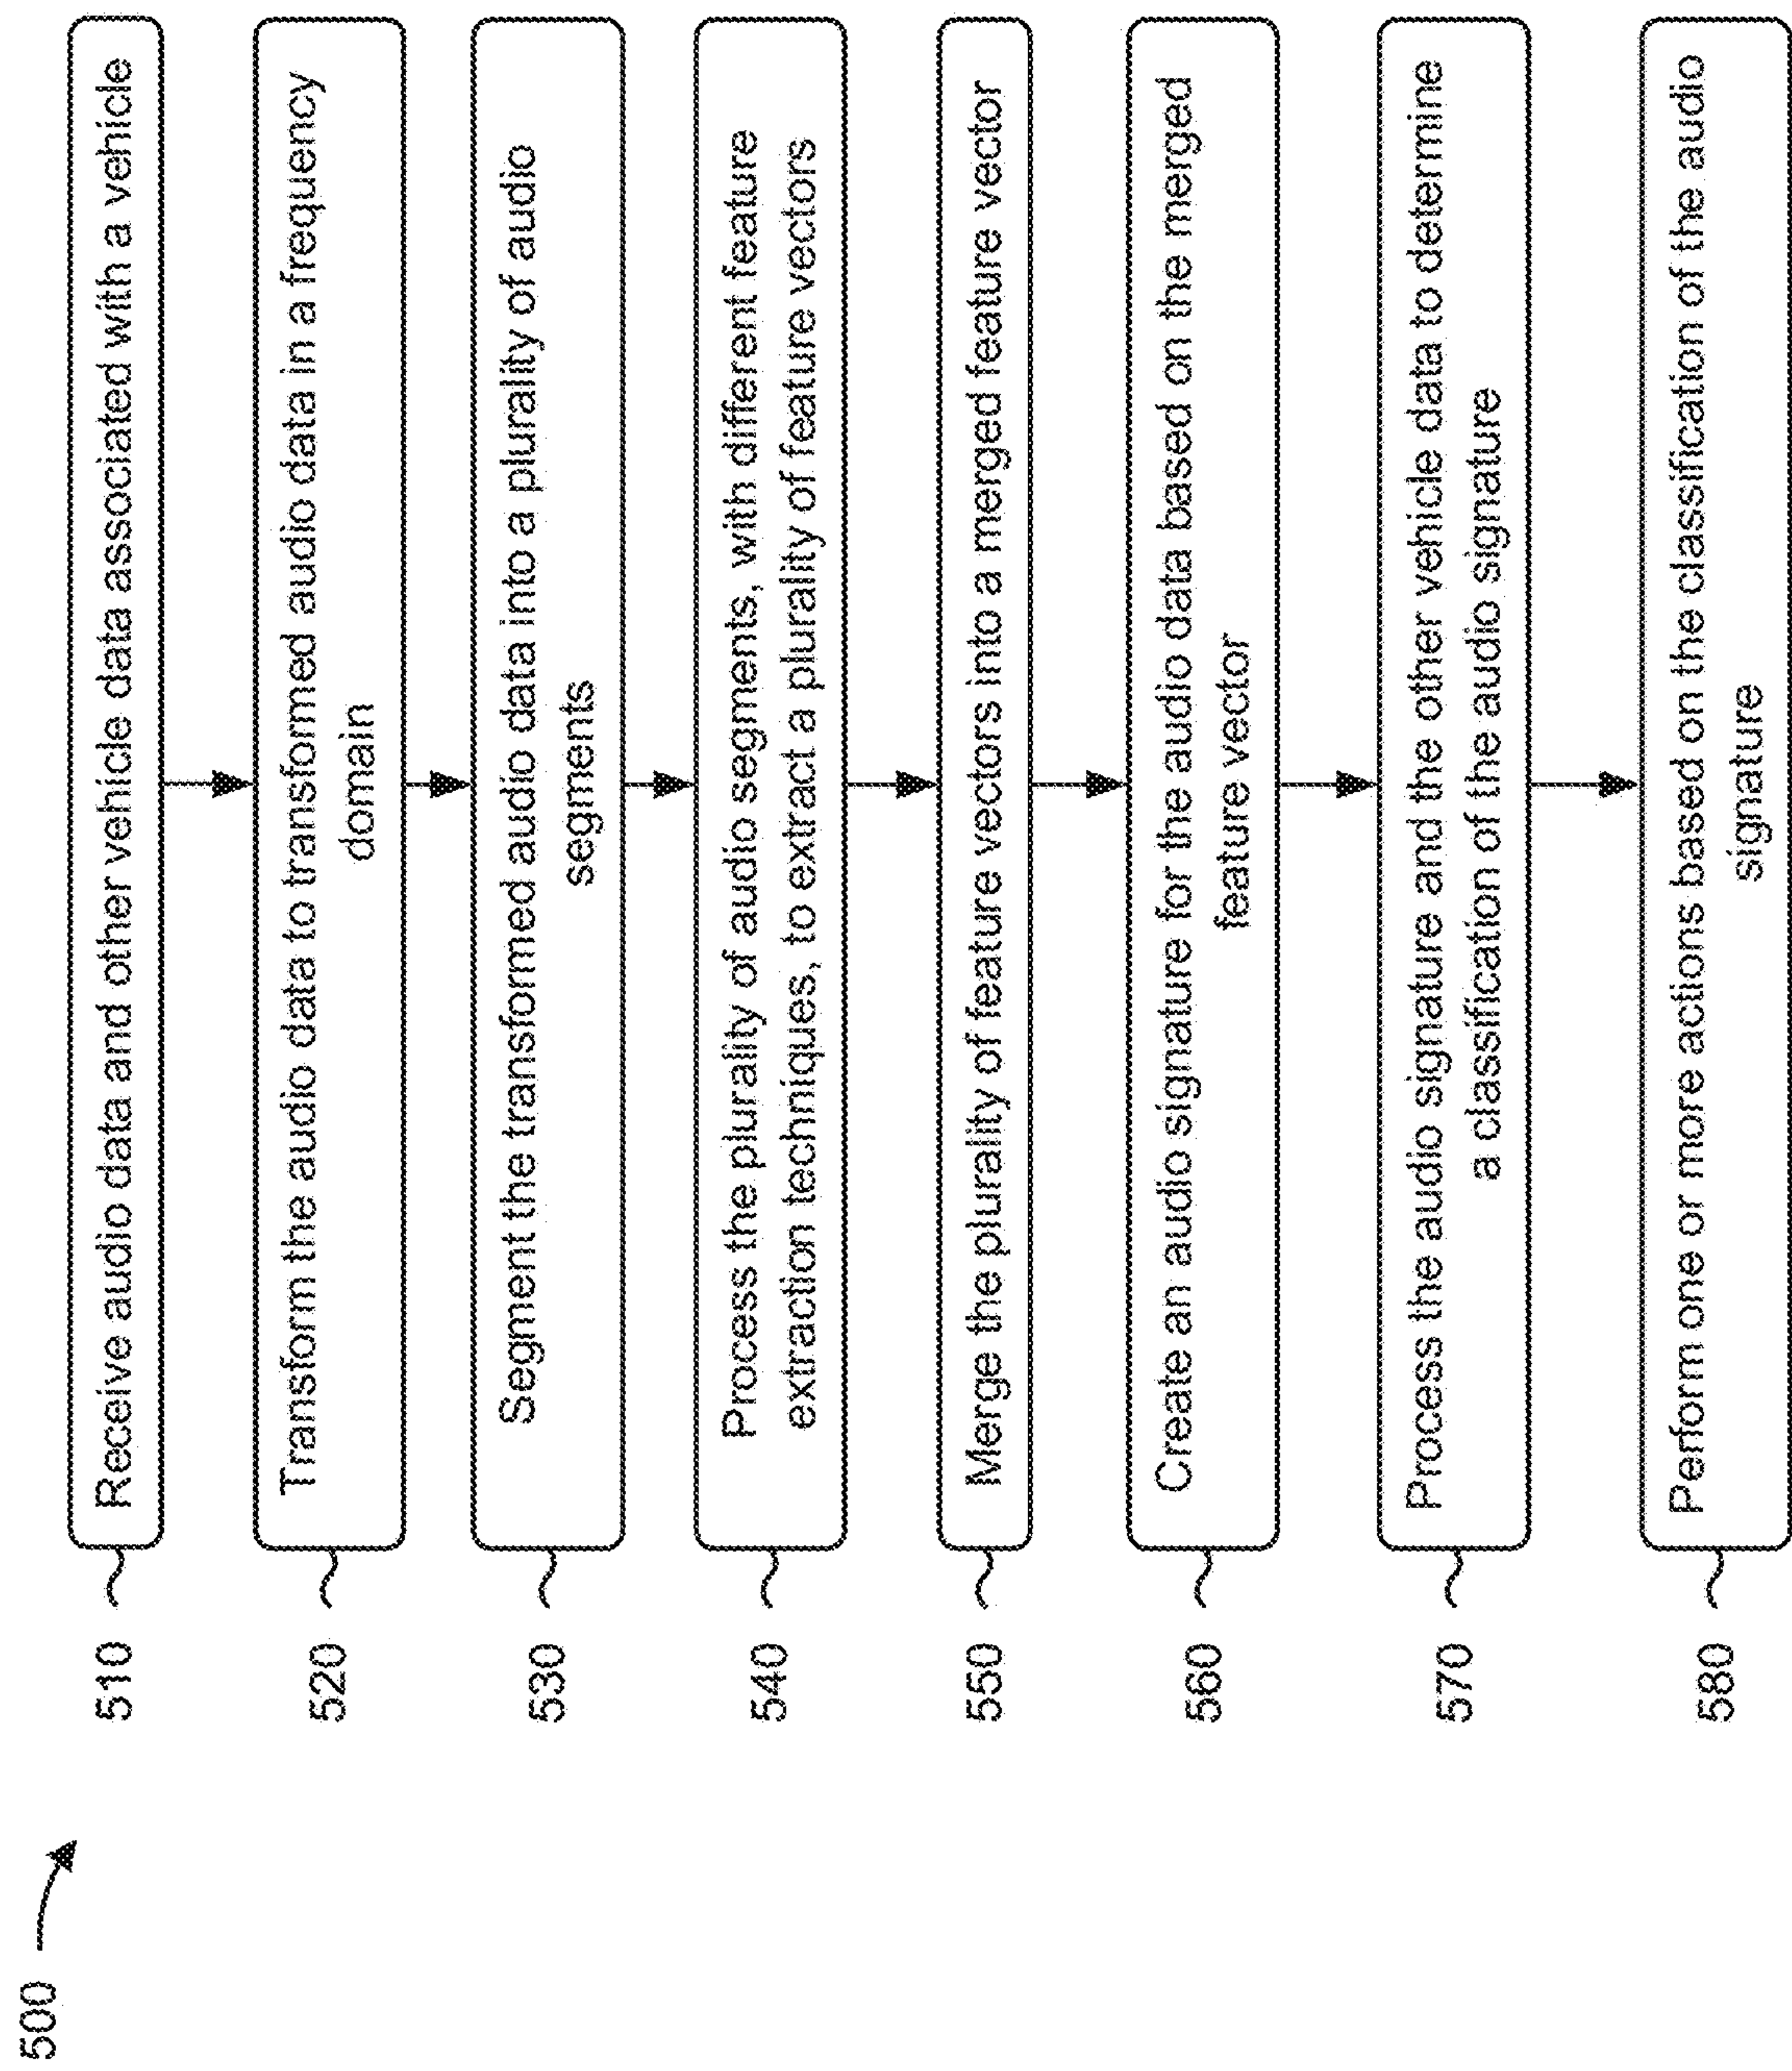 500
510
Receive audio data and other vehicle data associated with a vehicle
520
Transform the audio data to transformed audio data in a frequency
domain
530
Segment the transformed audio data into a plurality of audio
segments
540
Process the plurality of audio segments, with different feature
extraction techniques, to extract a plurality of feature vectors
550
Merge the plurality of feature vectors into a merged feature vector
560
Create an audio signature for the audio data based on the merged
feature vector
570
Process the audio signature and the other vehicle data to determine
a classification of the audio signature
580
Perform one or more actions based on the classification of the audio
signature